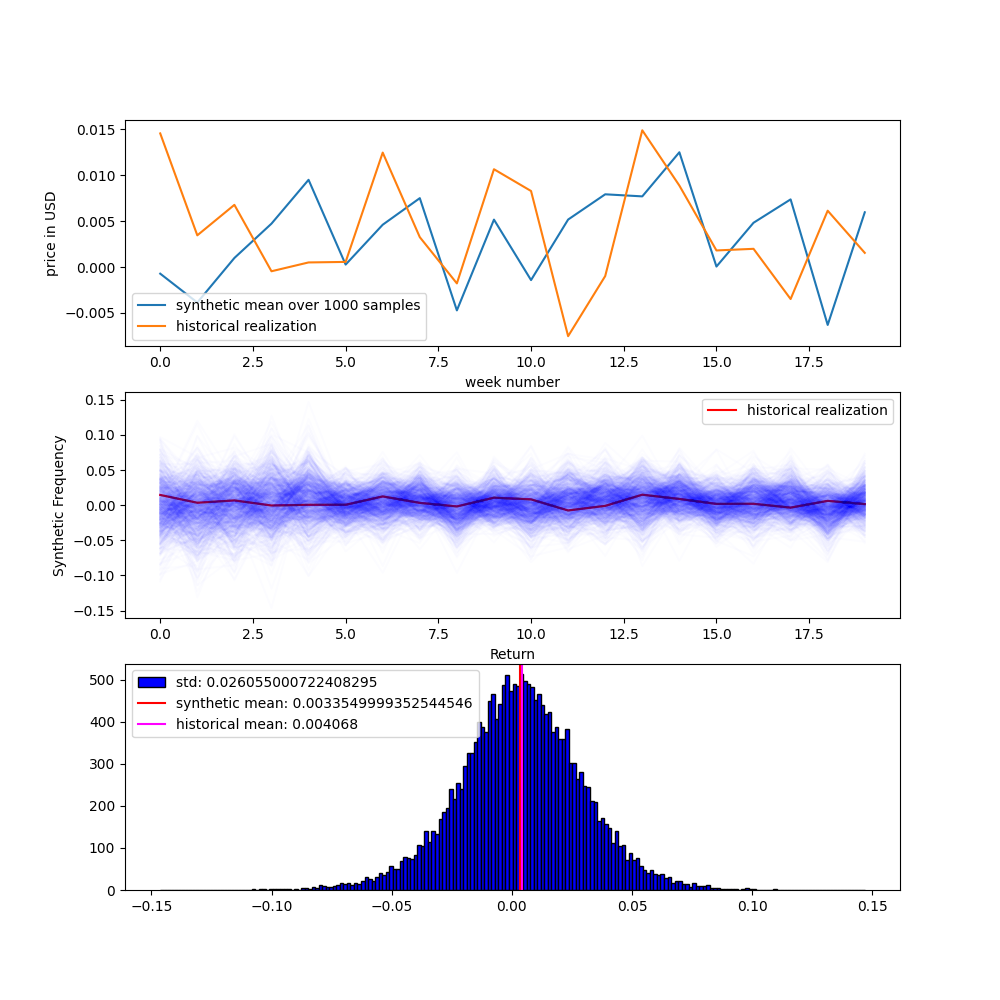 0.015
0.010
0.005
0.000
−0.005
price in USD
synthetic mean over 1000 samples
historical realization
0.0 2.5 5.0 7.5 10.0 12.5 15.0 17.5
week number
0.15
0.10
0.05
0.00
−0.05
−0.10
−0.15
Synthetic Frequency
historical realization
0.0 2.5 5.0 7.5 10.0 12.5 15.0 17.5
Return
500
400
300
200
100
0
std: 0.026055000722408295
synthetic mean: 0.0033549999352544546
historical mean: 0.004068
−0.15 −0.10 −0.05 0.00 0.05 0.10 0.15